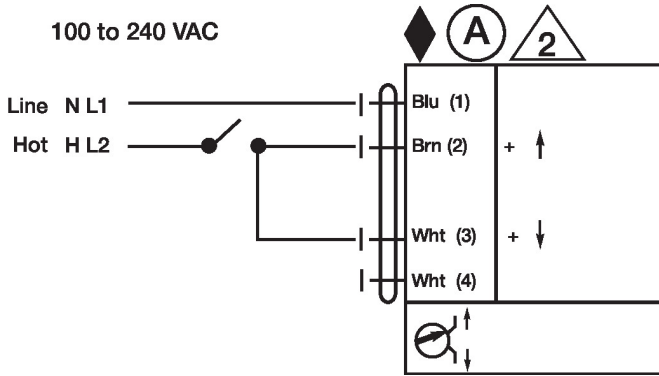 100 to 240 VAC
A
2
Line N L1
Blu (1)
Hot H L2
Brn (2) +
Wht (3) +
Wht (4)